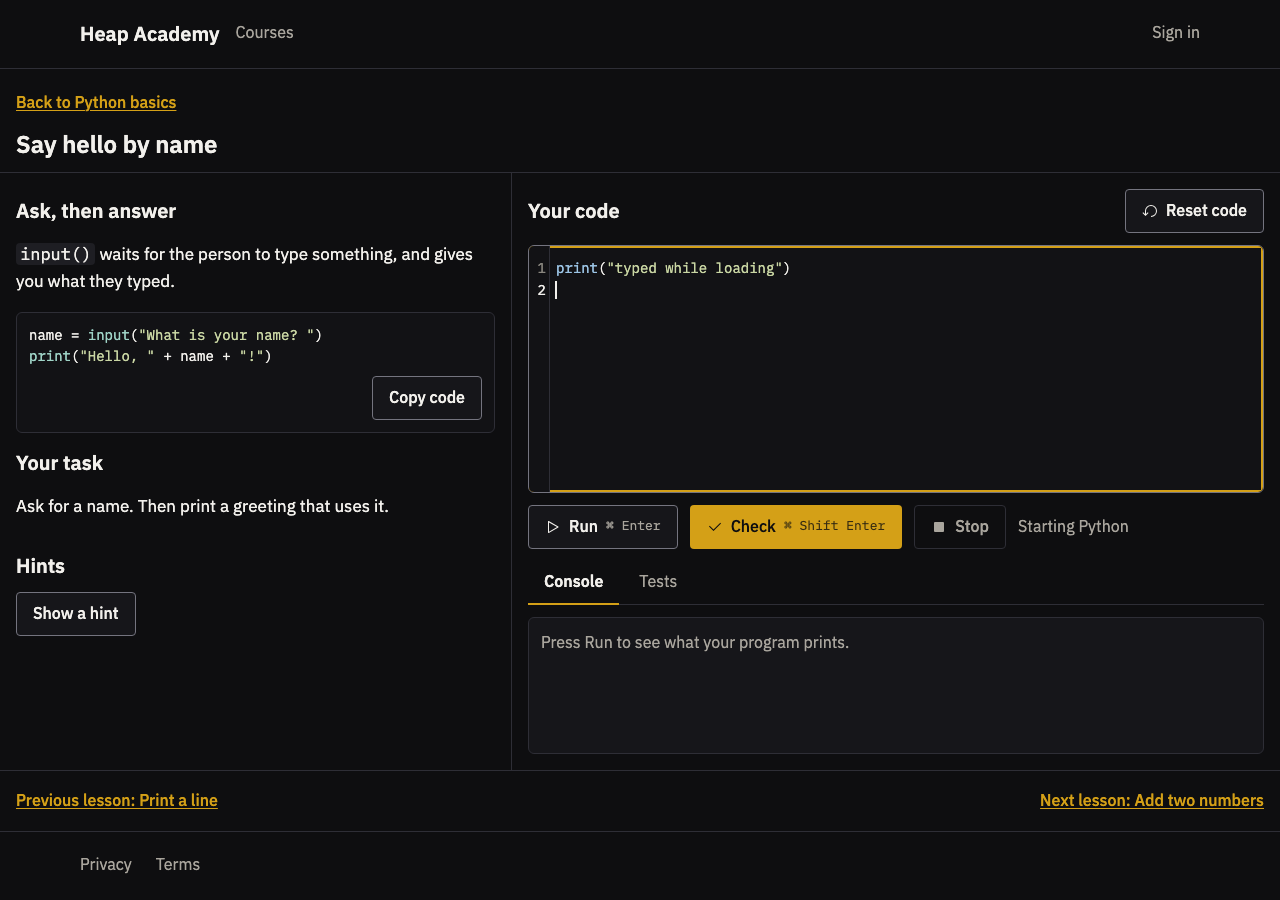 Heap Academy Courses Sign in
Back to Python basics
Say hello by name
Ask, then answer
input() waits for the person to type something, and gives
you what they typed.
name = input("What is your name? ")
print("Hello, " + name + "!")
Copy code
Your task
Ask for a name. Then print a greeting that uses it.
Hints
Show a hint
Your code
Reset code
1 print("typed while loading")
2
Run ⌘ Enter Check ⌘ Shift Enter Stop Starting Python
Console Tests
Press Run to see what your program prints.
Previous lesson: Print a line Next lesson: Add two numbers
Privacy Terms